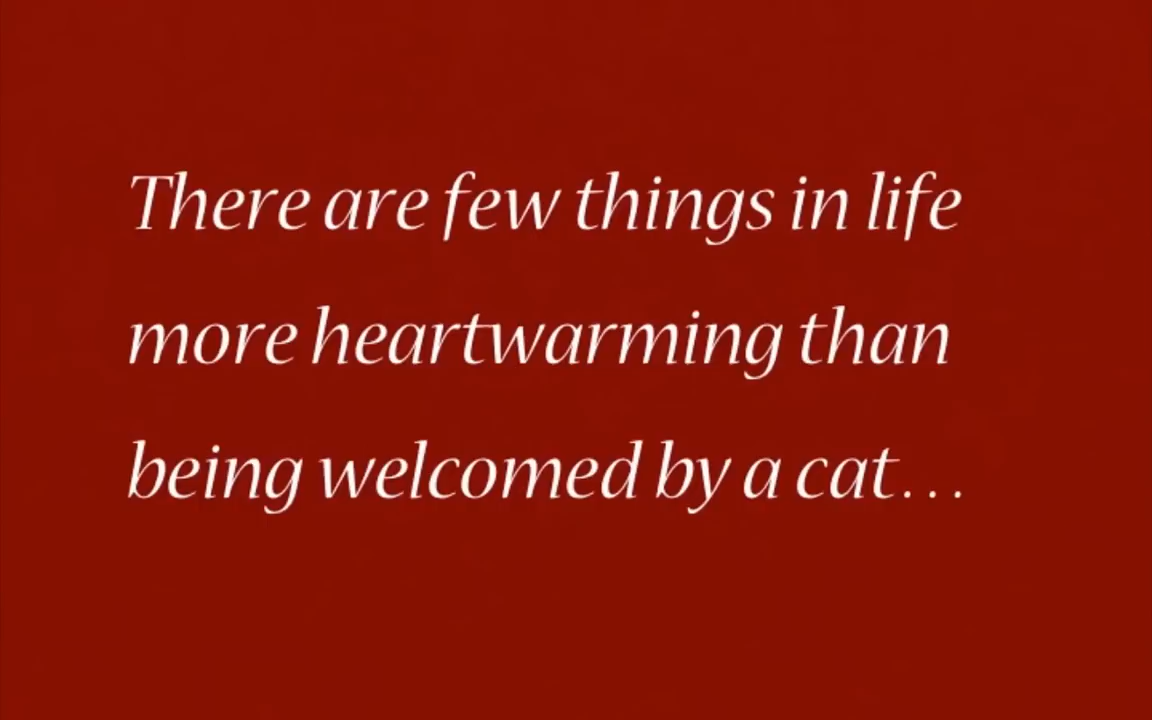 There are few things in life
more heartwarming than
being welcomed by a cat...